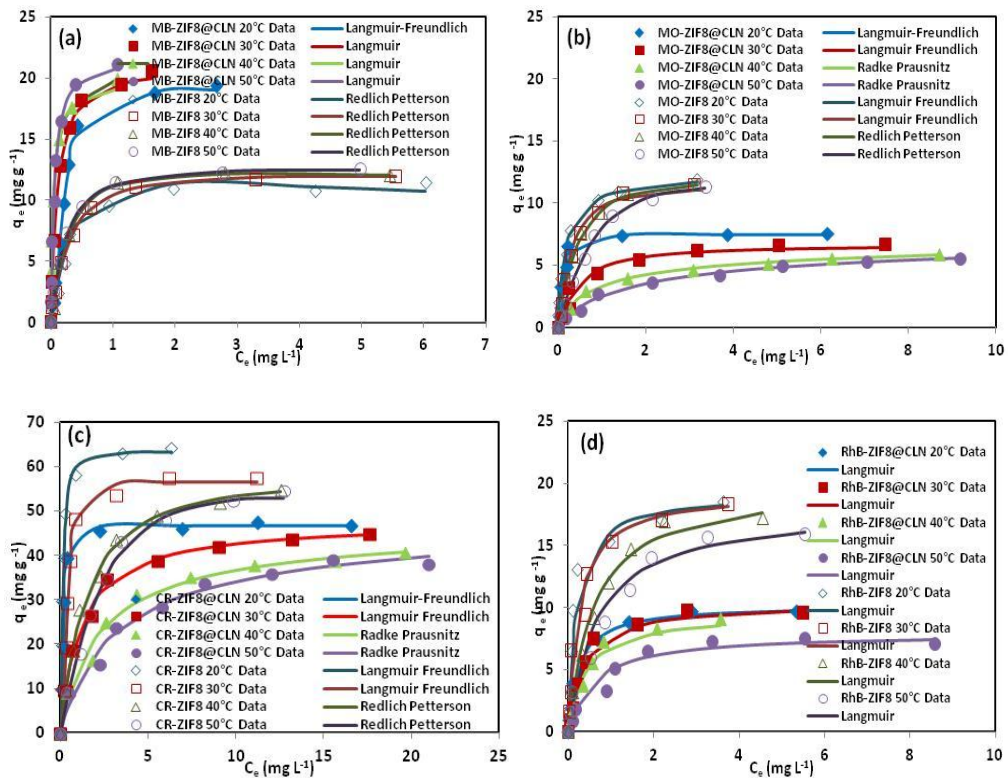 (a)
q e (mg g-1)
25
20
15
10
5
0
MB-ZIF8@CLN 20°C Data
Langmuir-Freundlich
MB-ZIF8@CLN 30°C Data
Langmuir
MB-ZIF8@CLN 40°C Data
Langmuir
MB-ZIF8@CLN 50°C Data
Langmuir
MB-ZIF8 20°C Data
Redlich Petterson
MB-ZIF8 30°C Data
Redlich Petterson
MB-ZIF8 40°C Data
Redlich Petterson
MB-ZIF8 50°C Data
Redlich Petterson
0 1 2 3 4 5 6 7
Ce (mg L-1)
(b)
q e (mg g-1)
25
20
15
10
5
0
MO-ZIF8@CLN 20°C Data
Langmuir-Freundlich
MO-ZIF8@CLN 30°C Data
Langmuir Freundlich
MO-ZIF8@CLN 40°C Data
Radke Prausnitz
MO-ZIF8@CLN 50°C Data
Radke Prausnitz
MO-ZIF8 20°C Data
Langmuir Freundlich
MO-ZIF8 30°C Data
Langmuir Freundlich
MO-ZIF8 40°C Data
Redlich Petterson
MO-ZIF8 50°C Data
Redlich Petterson
0 2 4 6 8 10
Ce (mg L-1)
(c)
q e (mg g-1)
70
60
50
40
30
20
10
0
CR-ZIF8@CLN 20°C Data
Langmuir-Freundlich
CR-ZIF8@CLN 30°C Data
Langmuir Freundlich
CR-ZIF8@CLN 40°C Data
Radke Prausnitz
CR-ZIF8@CLN 50°C Data
Radke Prausnitz
CR-ZIF8 20°C Data
Langmuir Freundlich
CR-ZIF8 30°C Data
Langmuir Freundlich
CR-ZIF8 40°C Data
Redlich Petterson
CR-ZIF8 50°C Data
Redlich Petterson
0 5 10 15 20 25
Ce (mg L-1)
(d)
q e (mg g-1)
25
20
15
10
5
0
RhB-ZIF8@CLN 20°C Data
Langmuir
RhB-ZIF8@CLN 30°C Data
Langmuir
RhB-ZIF8@CLN 40°C Data
Langmuir
RhB-ZIF8@CLN 50°C Data
Langmuir
RhB-ZIF8 20°C Data
Langmuir
RhB-ZIF8 30°C Data
Langmuir
RhB-ZIF8 40°C Data
Langmuir
RhB-ZIF8 50°C Data
Langmuir
0 2 4 6 8 10
Ce (mg L-1)